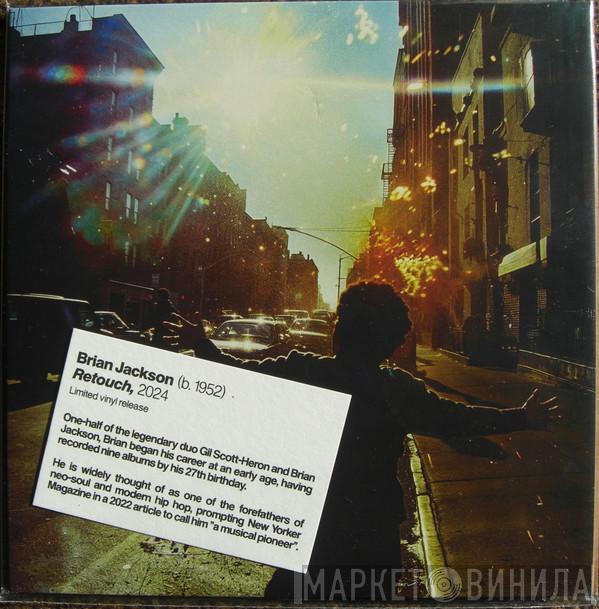 Brian Jackson (b. 1952) .
Retouch, 2024
Limited vinyl release
One-half of the legendary duo Gil Scott-Heron and Brian
Jackson, Brian began his career at an early age, having
recorded nine albums by his 27th birthday.
He is widely thought of as one of the forefathers of
neo-soul and modern hip hop, prompting New Yorker
Magazine in a 2022 article to call him "a musical pioneer".
МАРКЕТ ВИНИЛА